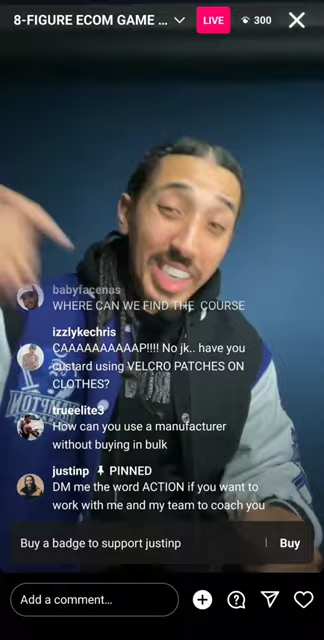 8-FIGURE ECOM GAME ...
LIVE
300
babyfacenas
WHERE CAN WE FIND THE COURSE
izzlykechris
CAAAAAAAAAP!!!! No jk.. have you
custard using VELCRO PATCHES ON
CLOTHES?
trueelite3
How can you use a manufacturer
without buying in bulk
justinp PINNED
DM me the word ACTION if you want to
work with me and my team to coach you
Buy a badge to support justinp
Buy
Add a comment...